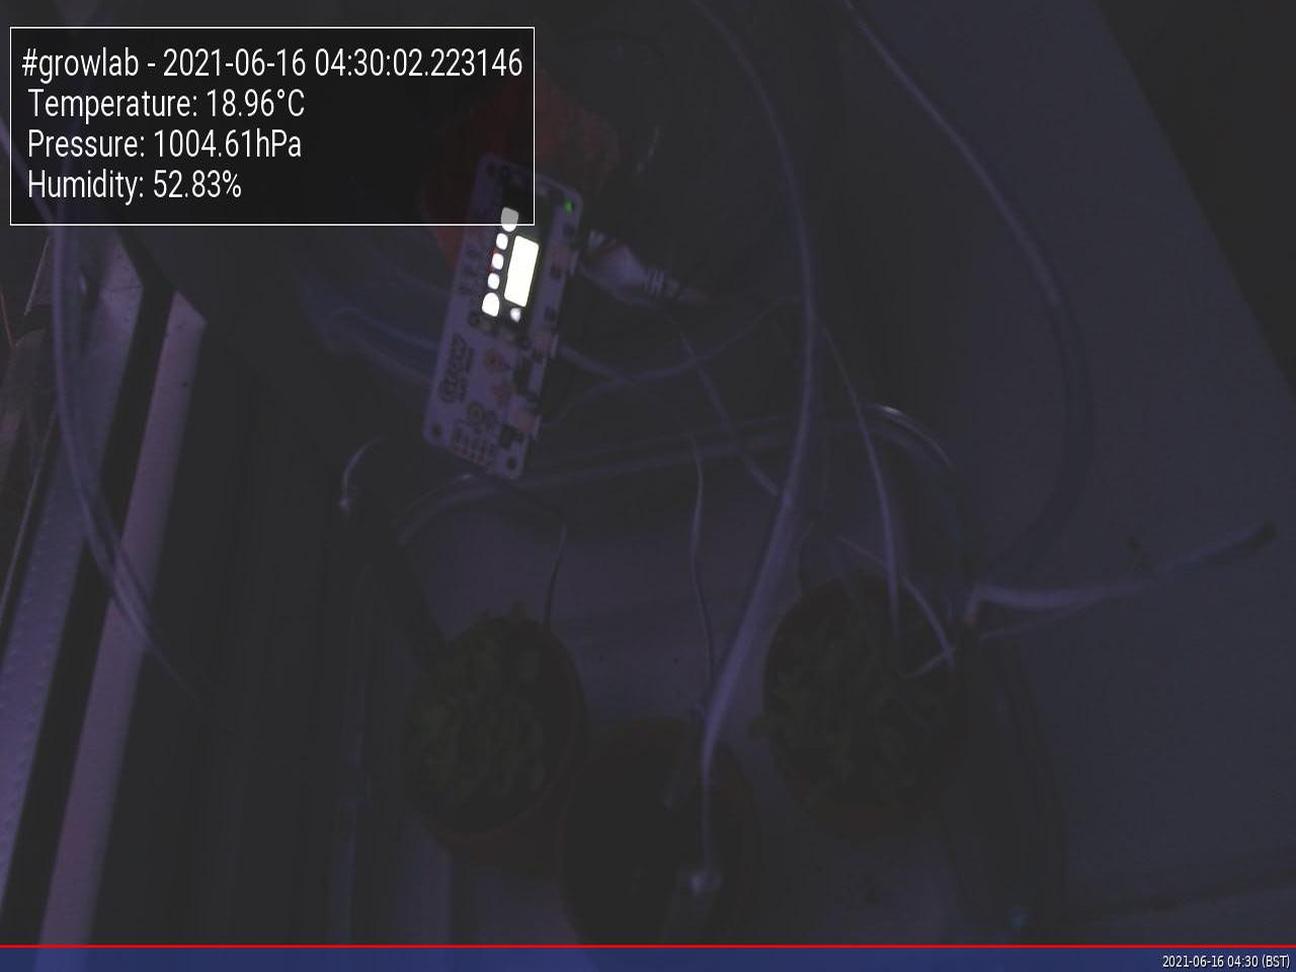 #growlab - 2021-06-16 04:30:02.223146
Temperature: 18.96°C
Pressure: 1004.61hPa
Humidity: 52.83%
2021-06-16 04:30 (BST)